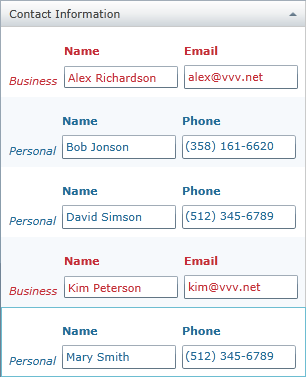 Contact Information
Name Email
Business Alex Richardson alex@vvv.net
Name Phone
Personal Bob Jonson (358) 161-6620
Name Phone
Personal David Simson (512) 345-6789
Name Email
Business Kim Peterson kim@vvv.net
Name Phone
Personal Mary Smith (512) 345-6789